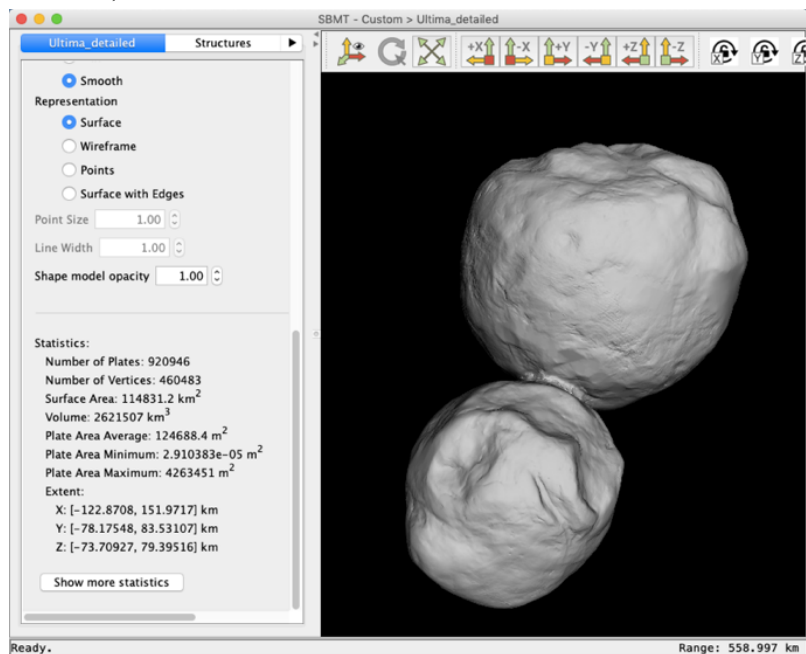 SBMT - Custom > Ultima_detailed
Ultima_detailed Structures
Smooth
Representation
Surface
Wireframe
Points
Surface with Edges
Point Size 1.00
Line Width 1.00
Shape model opacity 1.00
Statistics:
Number of Plates: 920946
Number of Vertices: 460483
Surface Area: 114831.2 km²
Volume: 2621507 km³
Plate Area Average: 124688.4 m²
Plate Area Minimum: 2.910383e-05 m²
Plate Area Maximum: 4263451 m²
Extent:
X: [-122.8708, 151.9717] km
Y: [-78.17548, 83.53107] km
Z: [-73.70927, 79.39516] km
Show more statistics
+X -X +Y -Y +Z -Z X Y Z
Ready. Range: 558.997 km